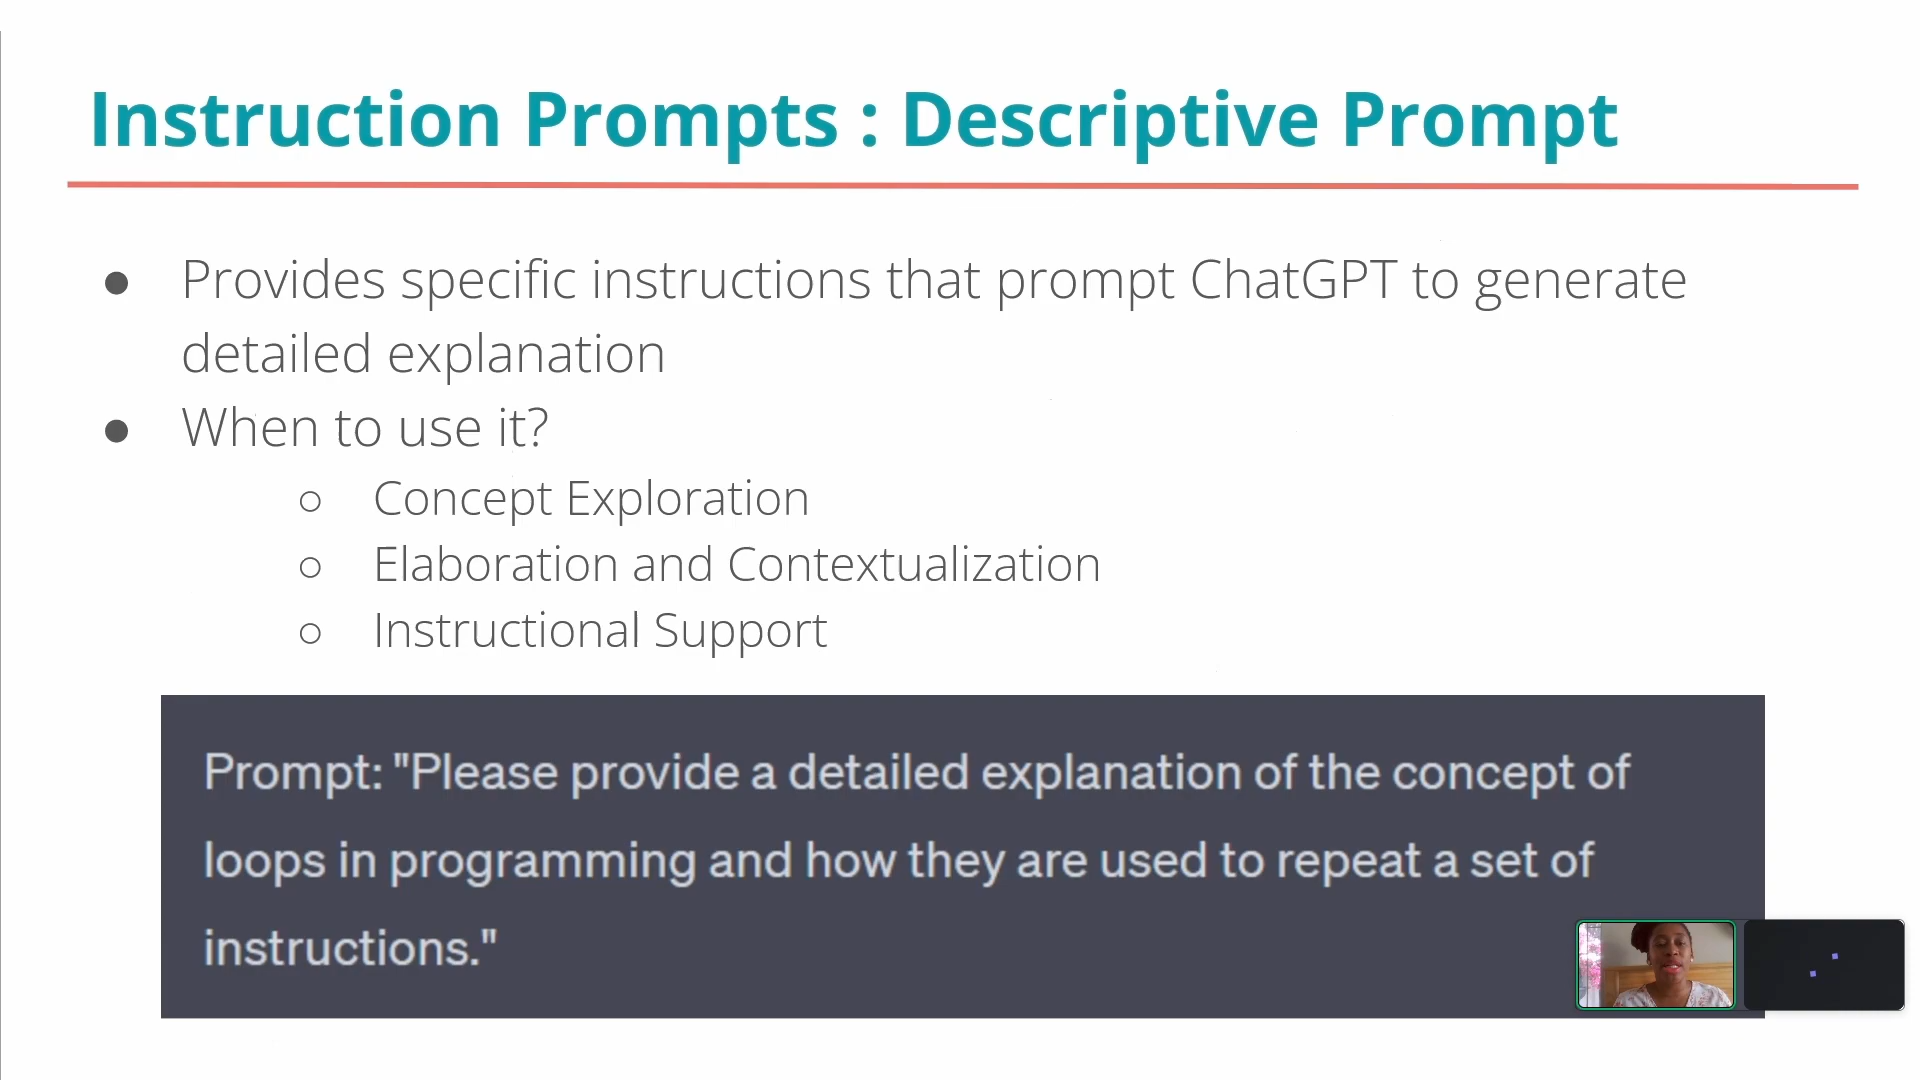 Instruction Prompts : Descriptive Prompt
● Provides specific instructions that prompt ChatGPT to generate
detailed explanation
● When to use it?
○ Concept Exploration
○ Elaboration and Contextualization
○ Instructional Support
Prompt: "Please provide a detailed explanation of the concept of
loops in programming and how they are used to repeat a set of
instructions."